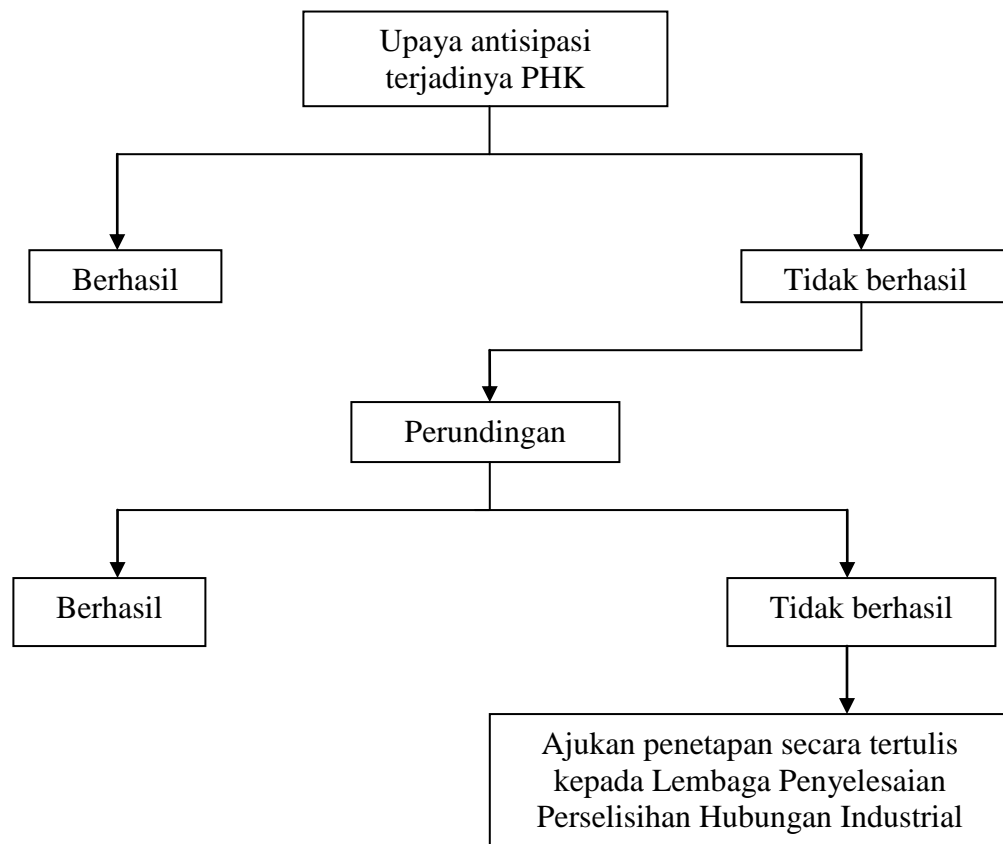 Upaya antisipasi
terjadinya PHK
Berhasil
Tidak berhasil
Perundingan
Berhasil
Tidak berhasil
Ajukan penetapan secara tertulis
kepada Lembaga Penyelesaian
Perselisihan Hubungan Industrial